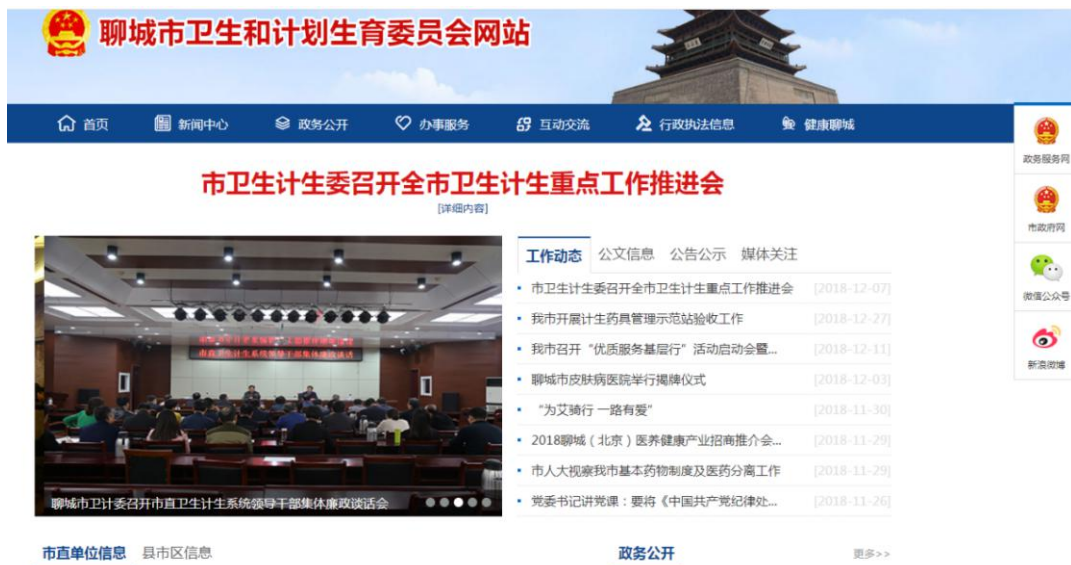 聊城市卫生和计划生育委员会网站
首页 新闻中心 政务公开 办事服务 互动交流 行政执法信息 健康聊城
政务服务网
市政府网
微信公众号
新浪微博
市卫生计生委召开全市卫生计生重点工作推进会
[详细内容]
聊城市卫计委召开市直卫生计生系统领导干部集体廉政谈话会
工作动态 公文信息 公告公示 媒体关注
市卫生计生委召开全市卫生计生重点工作推进会 [2018-12-07]
我市开展计生药具管理示范站验收工作 [2018-12-27]
我市召开“优质服务基层行”活动启动会暨... [2018-12-11]
聊城市皮肤病医院举行揭牌仪式 [2018-12-03]
“为艾骑行 一路有爱” [2018-11-30]
2018聊城（北京）医养健康产业招商推介会... [2018-11-29]
市人大视察我市基本药物制度及医药分离工作 [2018-11-29]
党委书记讲党课：要将《中国共产党纪律处... [2018-11-26]
市直单位信息 县市区信息
政务公开 更多>>